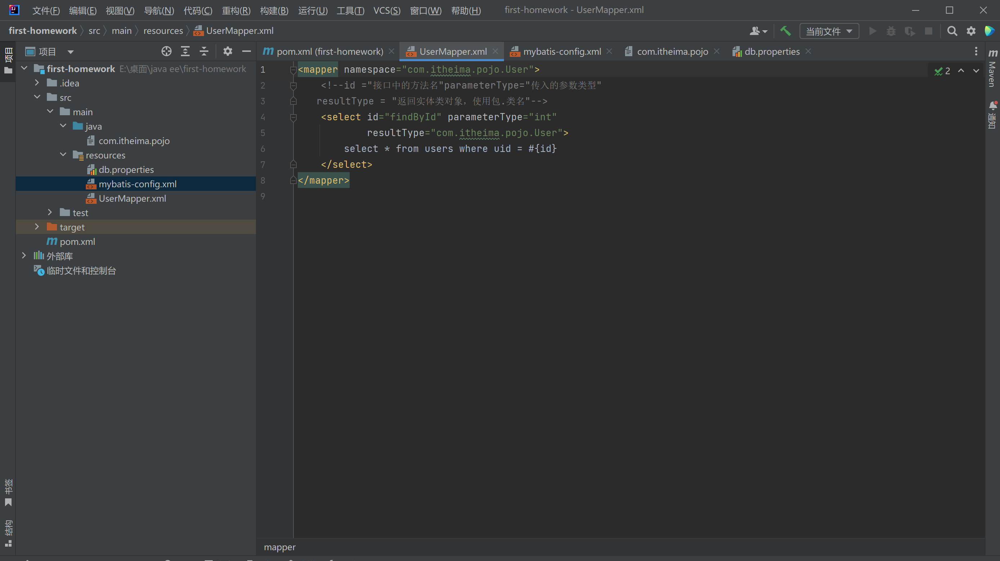 文件(F) 编辑(E) 视图(V) 导航(N) 代码(C) 重构(R) 构建(B) 运行(U) 工具(T) VCS(S) 窗口(W) 帮助(H) first-homework - UserMapper.xml
first-homework src main resources UserMapper.xml 当前文件
项目
项目
pom.xml (first-homework) UserMapper.xml mybatis-config.xml com.itheima.pojo db.properties
first-homework E:\桌面\java ee\first-homework
.idea
src
main
java
com.itheima.pojo
resources
db.properties
mybatis-config.xml
UserMapper.xml
test
target
pom.xml
外部库
临时文件和控制台
书签
结构
1 <mapper namespace="com.itheima.pojo.User">
2 <!--id ="接口中的方法名"parameterType="传入的参数类型"
3 resultType = "返回实体类对象，使用包.类名"-->
4 <select id="findById" parameterType="int"
5 resultType="com.itheima.pojo.User">
6 select * from users where uid = #{id}
7 </select>
8 </mapper>
9
2
mapper
m Maven
通知